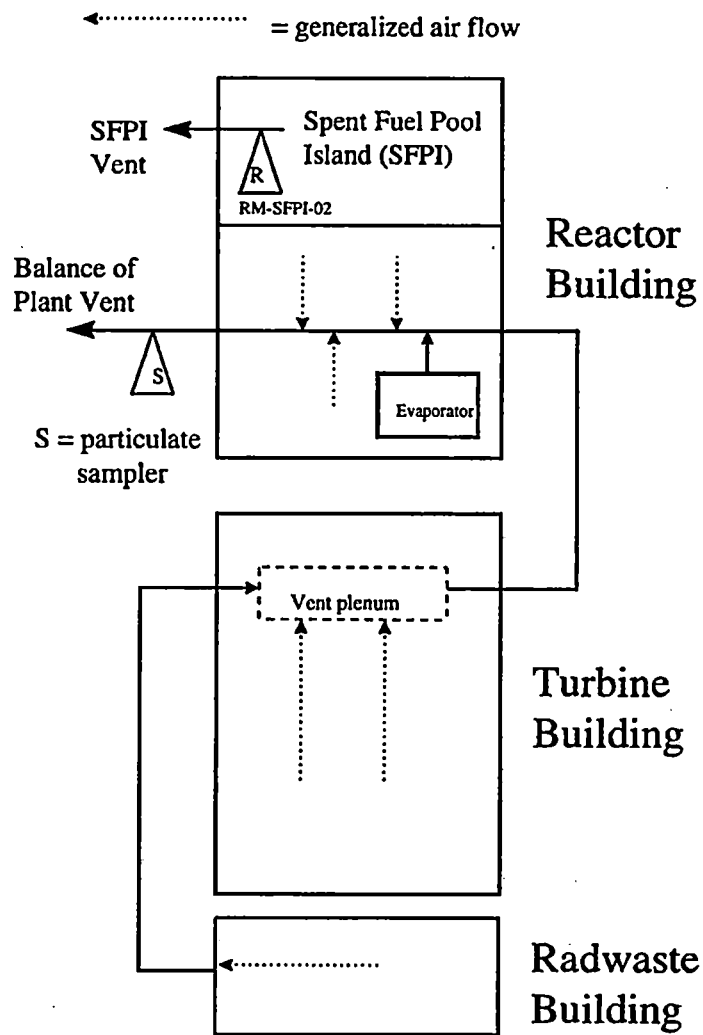 = generalized air flow
SFPI
Vent
Spent Fuel Pool
Island (SFPI)
R
RM-SFPI-02
Reactor
Building
Balance of
Plant Vent
S
Evaporator
S = particulate
sampler
Vent plenum
Turbine
Building
Radwaste
Building